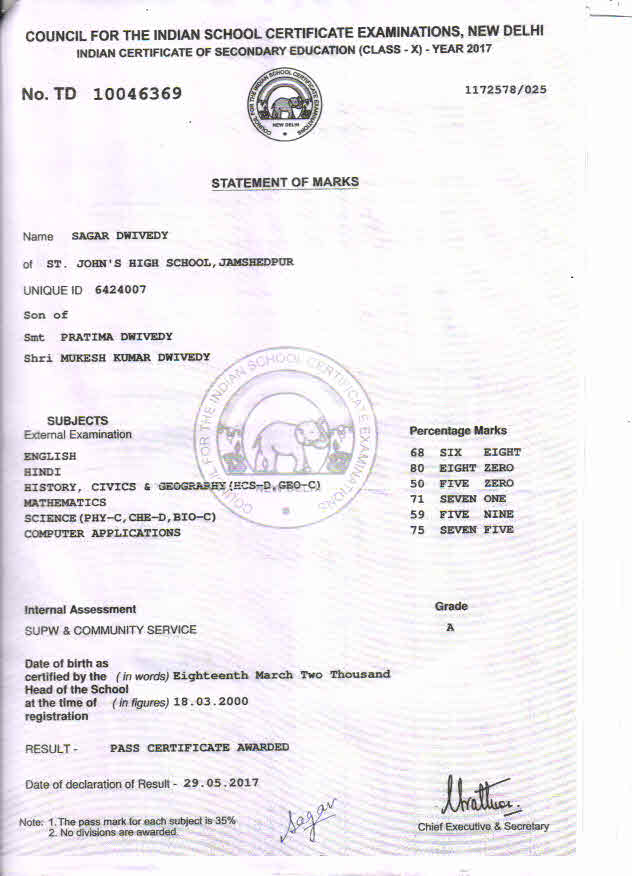 COUNCIL FOR THE INDIAN SCHOOL CERTIFICATE EXAMINATIONS, NEW DELHI
INDIAN CERTIFICATE OF SECONDARY EDUCATION (CLASS - X) - YEAR 2017
No. TD 10046369
1172578/025
COUNCIL FOR THE INDIAN SCHOOL CERTIFICATE EXAMINATIONS
NEW DELHI
STATEMENT OF MARKS
Name SAGAR DWIVEDY
of ST. JOHN'S HIGH SCHOOL,JAMSHEDPUR
UNIQUE ID 6424007
Son of
Smt PRATIMA DWIVEDY
Shri MUKESH KUMAR DWIVEDY
COUNCIL FOR THE INDIAN SCHOOL CERTIFICATE EXAMINATIONS
NEW DELHI
SUBJECTS
External Examination Percentage Marks
ENGLISH 68 SIX EIGHT
HINDI 80 EIGHT ZERO
HISTORY, CIVICS & GEOGRAPHY(HCS-D,GEO-C) 50 FIVE ZERO
MATHEMATICS 71 SEVEN ONE
SCIENCE(PHY-C,CHE-D,BIO-C) 59 FIVE NINE
COMPUTER APPLICATIONS 75 SEVEN FIVE
Internal Assessment Grade
SUPW & COMMUNITY SERVICE A
Date of birth as
certified by the (in words) Eighteenth March Two Thousand
Head of the School
at the time of (in figures) 18.03.2000
registration
RESULT - PASS CERTIFICATE AWARDED
Date of declaration of Result - 29.05.2017
Sagar
Note: 1. The pass mark for each subject is 35%
2. No divisions are awarded.
Chief Executive & Secretary